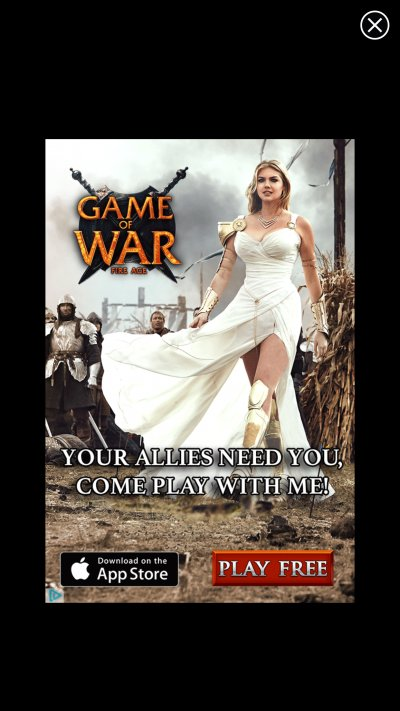 GAME
OF
WAR
FIRE AGE
YOUR ALLIES NEED YOU,
COME PLAY WITH ME!
Download on the
App Store
PLAY FREE